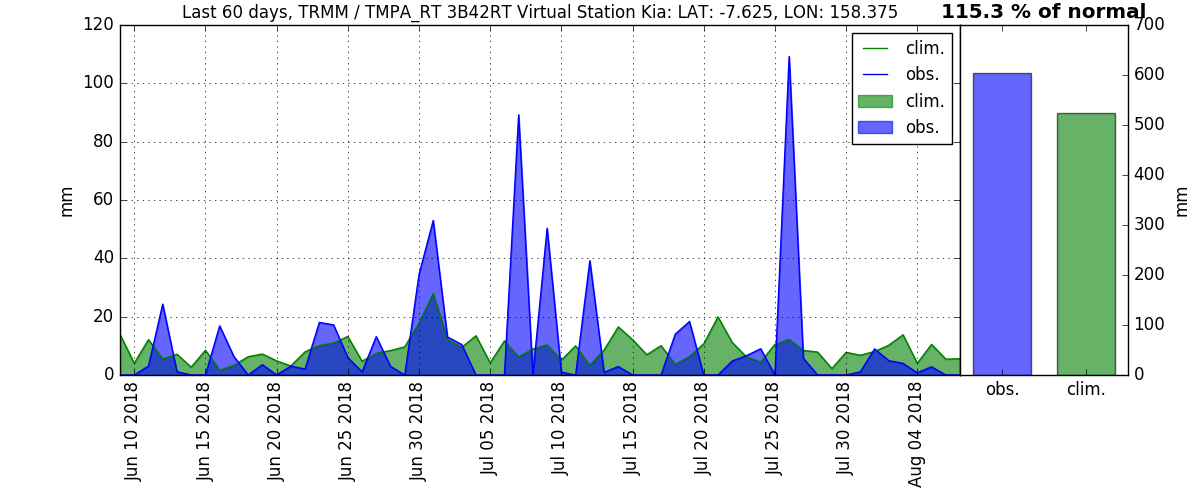 Last 60 days, TRMM / TMPA_RT 3B42RT Virtual Station Kia: LAT: -7.625, LON: 158.375
115.3 % of normal
120
100
80
60
40
20
0
mm
clim.
obs.
clim.
obs.
Jun 10 2018
Jun 15 2018
Jun 20 2018
Jun 25 2018
Jun 30 2018
Jul 05 2018
Jul 10 2018
Jul 15 2018
Jul 20 2018
Jul 25 2018
Jul 30 2018
Aug 04 2018
700
600
500
400
300
200
100
0
mm
obs.
clim.